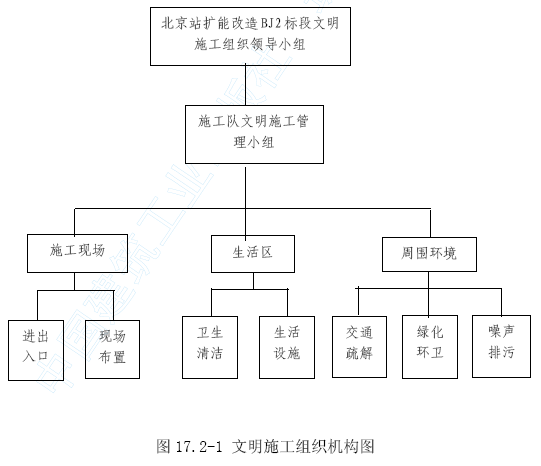 北京站扩能改造BJ2标段文明
施工组织领导小组
施工队文明施工管
理小组
施工现场
生活区
周围环境
进出
入口
现场
布置
卫生
清洁
生活
设施
交通
疏解
绿化
环卫
噪声
排污
图17.2-1 文明施工组织机构图